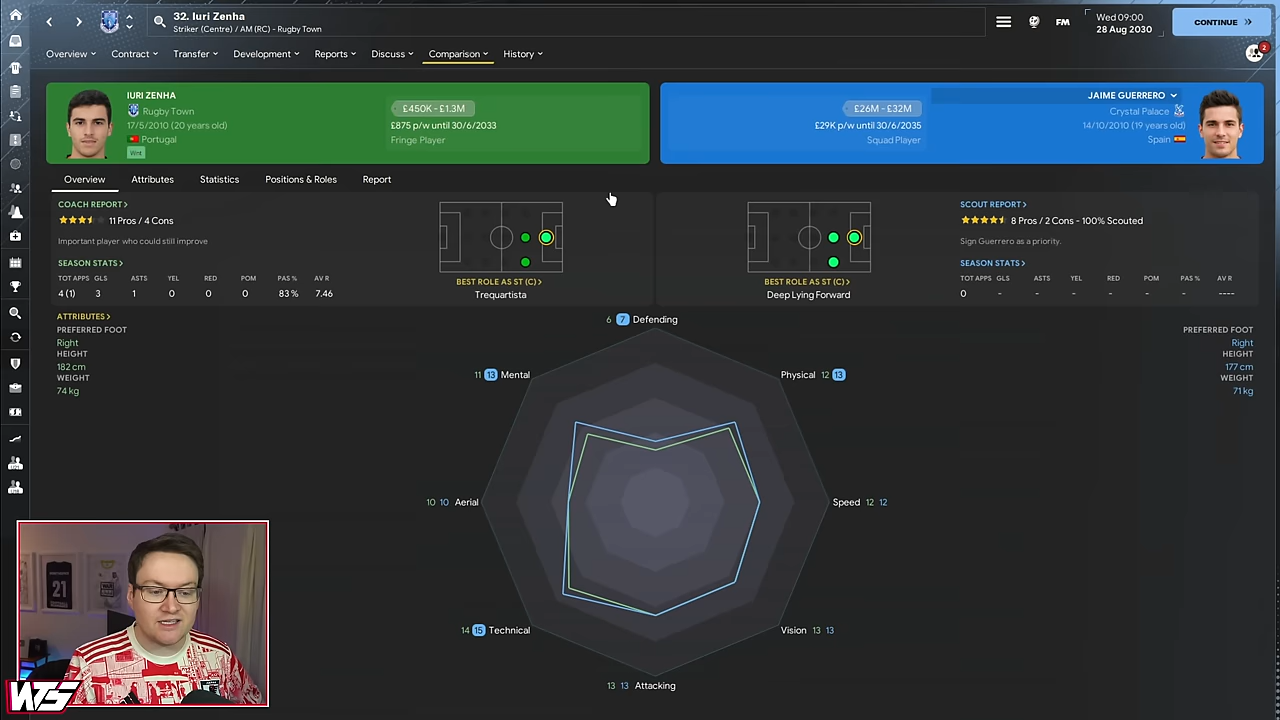 32. Iuri Zenha
Striker (Centre) / AM (RC) - Rugby Town
FM
Wed 09:00
28 Aug 2030
CONTINUE
Overview
Contract
Transfer
Development
Reports
Discuss
Comparison
History
2
IURI ZENHA
Rugby Town
17/5/2010 (20 years old)
Portugal
Wnt
£450K - £1.3M
£875 p/w until 30/6/2033
Fringe Player
£26M - £32M
£29K p/w until 30/6/2035
Squad Player
JAIME GUERRERO
Crystal Palace
14/10/2010 (19 years old)
Spain
Overview
Attributes
Statistics
Positions & Roles
Report
COACH REPORT >
11 Pros / 4 Cons
Important player who could still improve
SEASON STATS >
TOT APPS GLS ASTS YEL RED POM PAS % AV R
4 (1) 3 1 0 0 0 83 % 7.46
BEST ROLE AS ST (C) >
Trequartista
BEST ROLE AS ST (C) >
Deep Lying Forward
SCOUT REPORT >
8 Pros / 2 Cons - 100% Scouted
Sign Guerrero as a priority.
SEASON STATS >
TOT APPS GLS ASTS YEL RED POM PAS % AV R
0 - - - - - - ----
ATTRIBUTES >
PREFERRED FOOT
Right
HEIGHT
182 cm
WEIGHT
74 kg
PREFERRED FOOT
Right
HEIGHT
177 cm
WEIGHT
71 kg
6 7 Defending
11 13 Mental
Physical 12 13
10 10 Aerial
Speed 12 12
14 15 Technical
Vision 13 13
13 13 Attacking
21
WTS